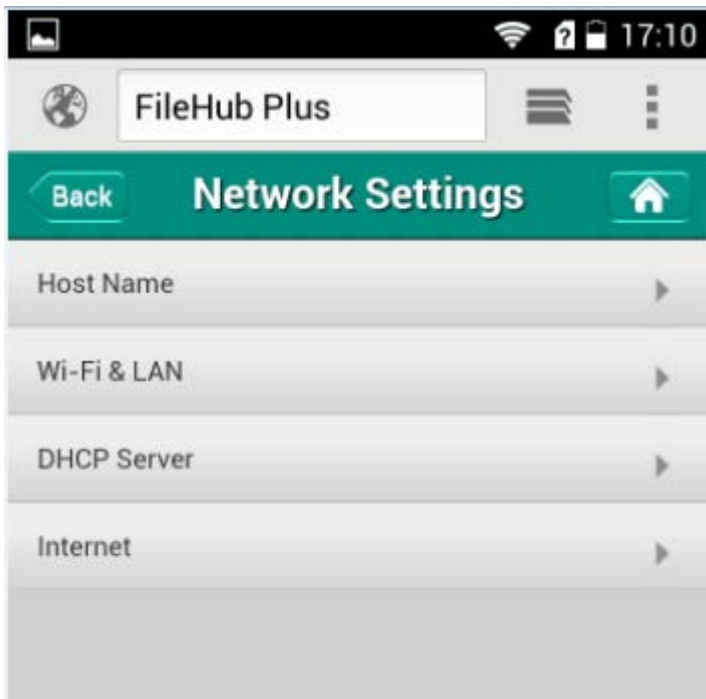 17:10
FileHub Plus
Back Network Settings
Host Name
Wi-Fi & LAN
DHCP Server
Internet